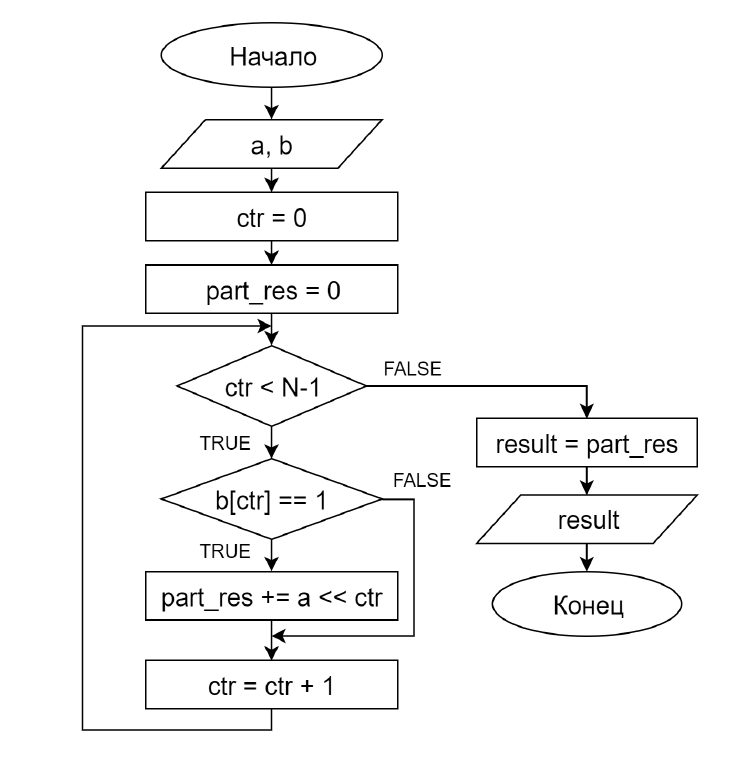 Начало
a, b
ctr = 0
part_res = 0
ctr < N-1
FALSE
TRUE
b[ctr] == 1
FALSE
TRUE
part_res += a << ctr
ctr = ctr + 1
result = part_res
result
Конец